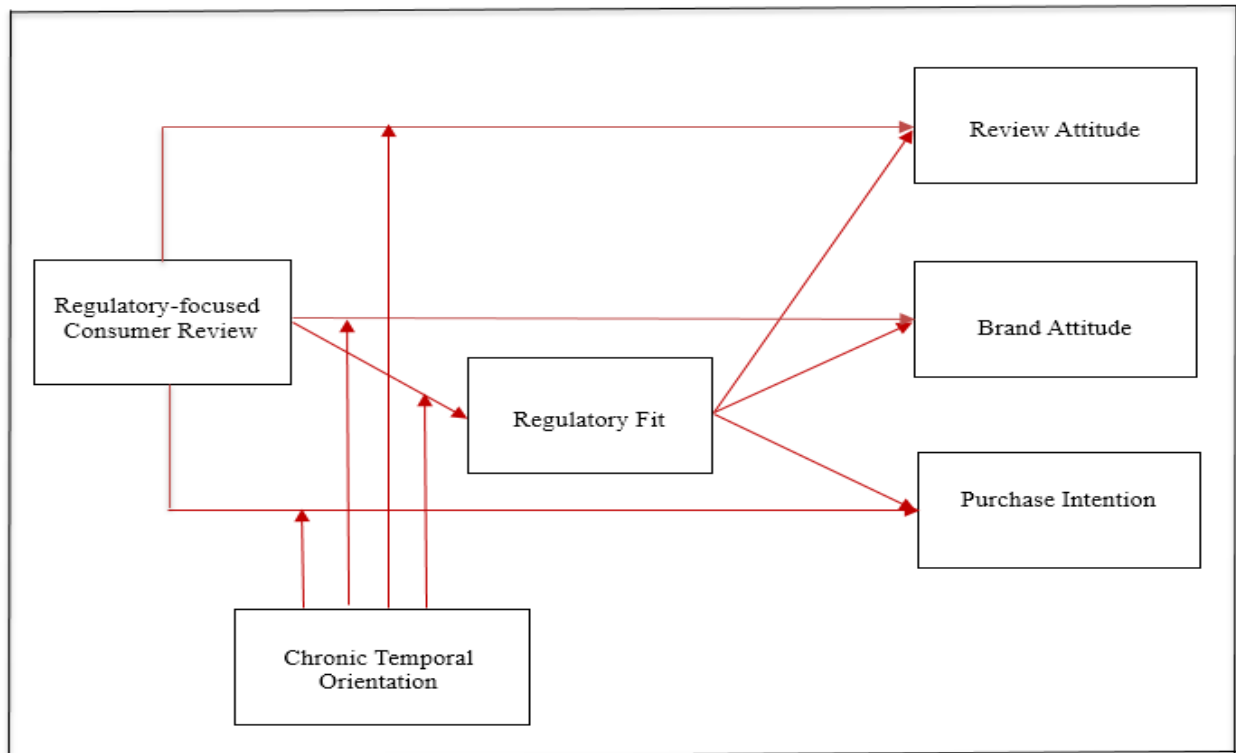 Review Attitude
Regulatory-focused
Consumer Review
Brand Attitude
Regulatory Fit
Purchase Intention
Chronic Temporal
Orientation